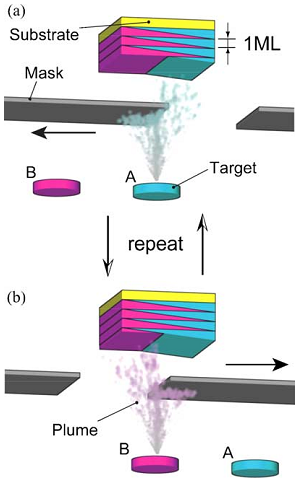 (a)
Substrate
1ML
Mask
B
A
Target
repeat
(b)
Plume
B
A